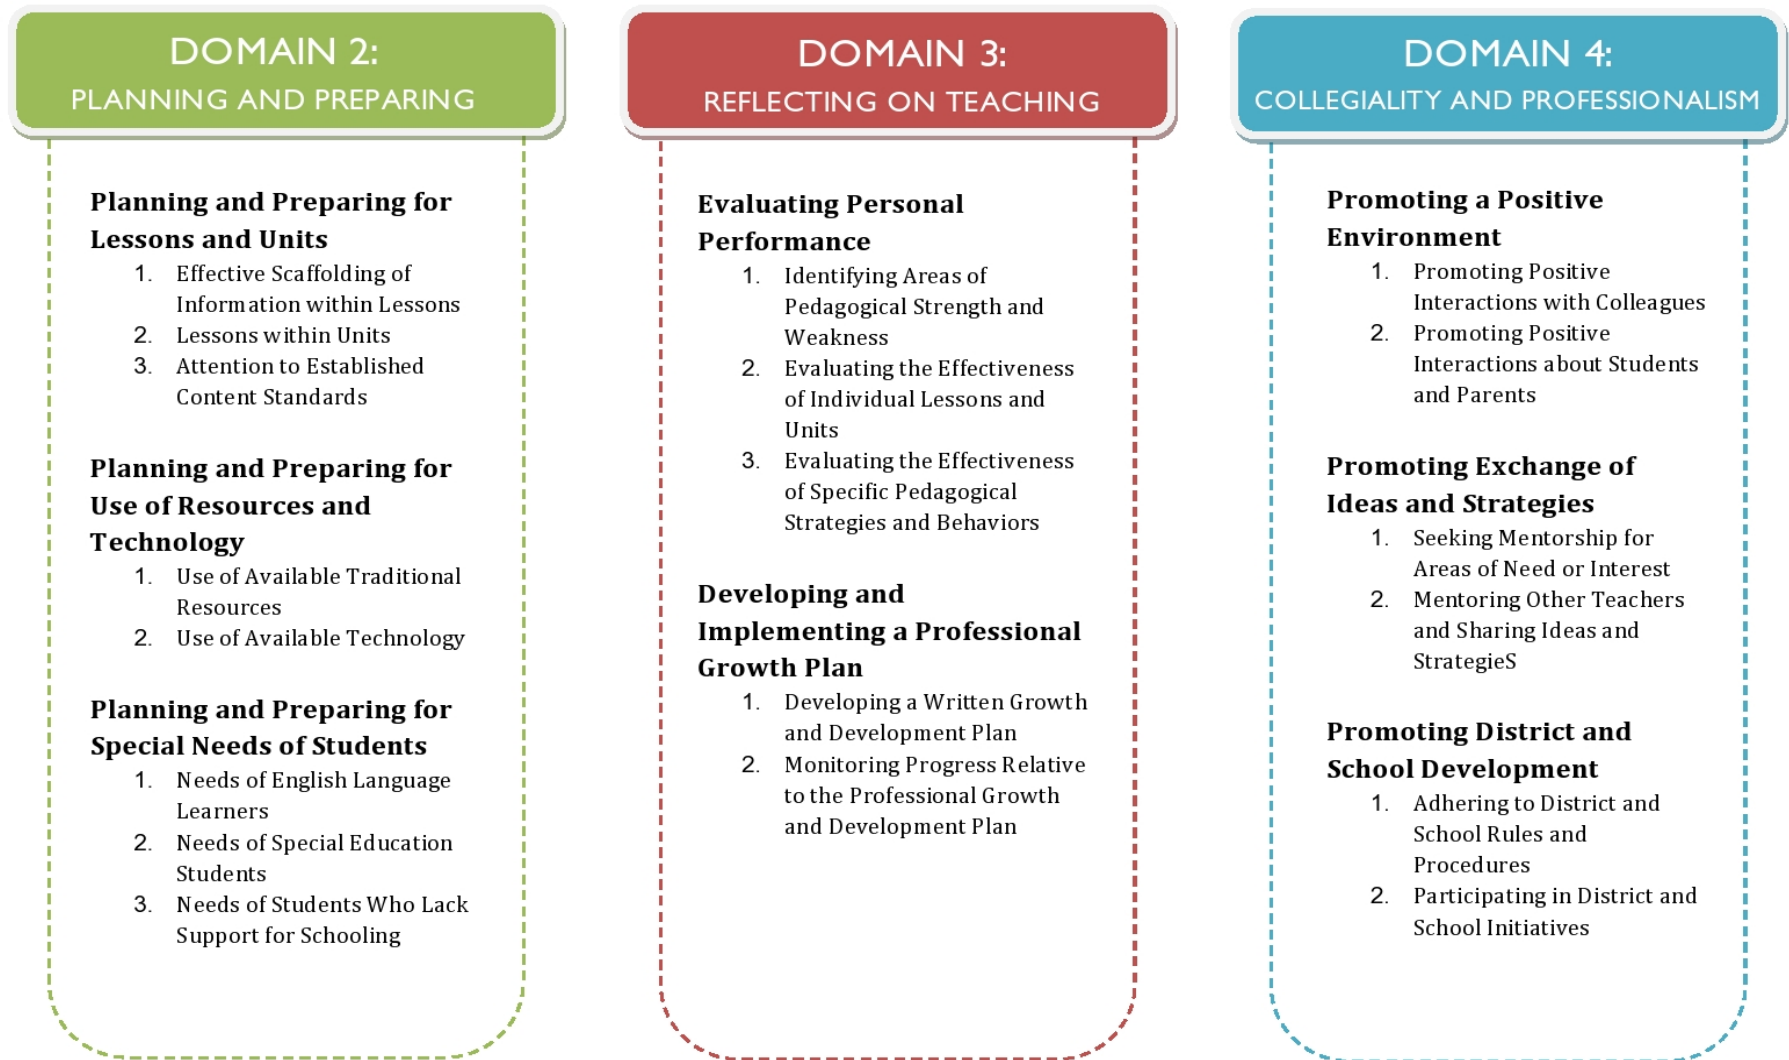 DOMAIN 2:
PLANNING AND PREPARING
Planning and Preparing for
Lessons and Units
1. Effective Scaffolding of
Information within Lessons
2. Lessons within Units
3. Attention to Established
Content Standards
Planning and Preparing for
Use of Resources and
Technology
1. Use of Available Traditional
Resources
2. Use of Available Technology
Planning and Preparing for
Special Needs of Students
1. Needs of English Language
Learners
2. Needs of Special Education
Students
3. Needs of Students Who Lack
Support for Schooling
DOMAIN 3:
REFLECTING ON TEACHING
Evaluating Personal
Performance
1. Identifying Areas of
Pedagogical Strength and
Weakness
2. Evaluating the Effectiveness
of Individual Lessons and
Units
3. Evaluating the Effectiveness
of Specific Pedagogical
Strategies and Behaviors
Developing and
Implementing a Professional
Growth Plan
1. Developing a Written Growth
and Development Plan
2. Monitoring Progress Relative
to the Professional Growth
and Development Plan
DOMAIN 4:
COLLEGIALITY AND PROFESSIONALISM
Promoting a Positive
Environment
1. Promoting Positive
Interactions with Colleagues
2. Promoting Positive
Interactions about Students
and Parents
Promoting Exchange of
Ideas and Strategies
1. Seeking Mentorship for
Areas of Need or Interest
2. Mentoring Other Teachers
and Sharing Ideas and
StrategieS
Promoting District and
School Development
1. Adhering to District and
School Rules and
Procedures
2. Participating in District and
School Initiatives